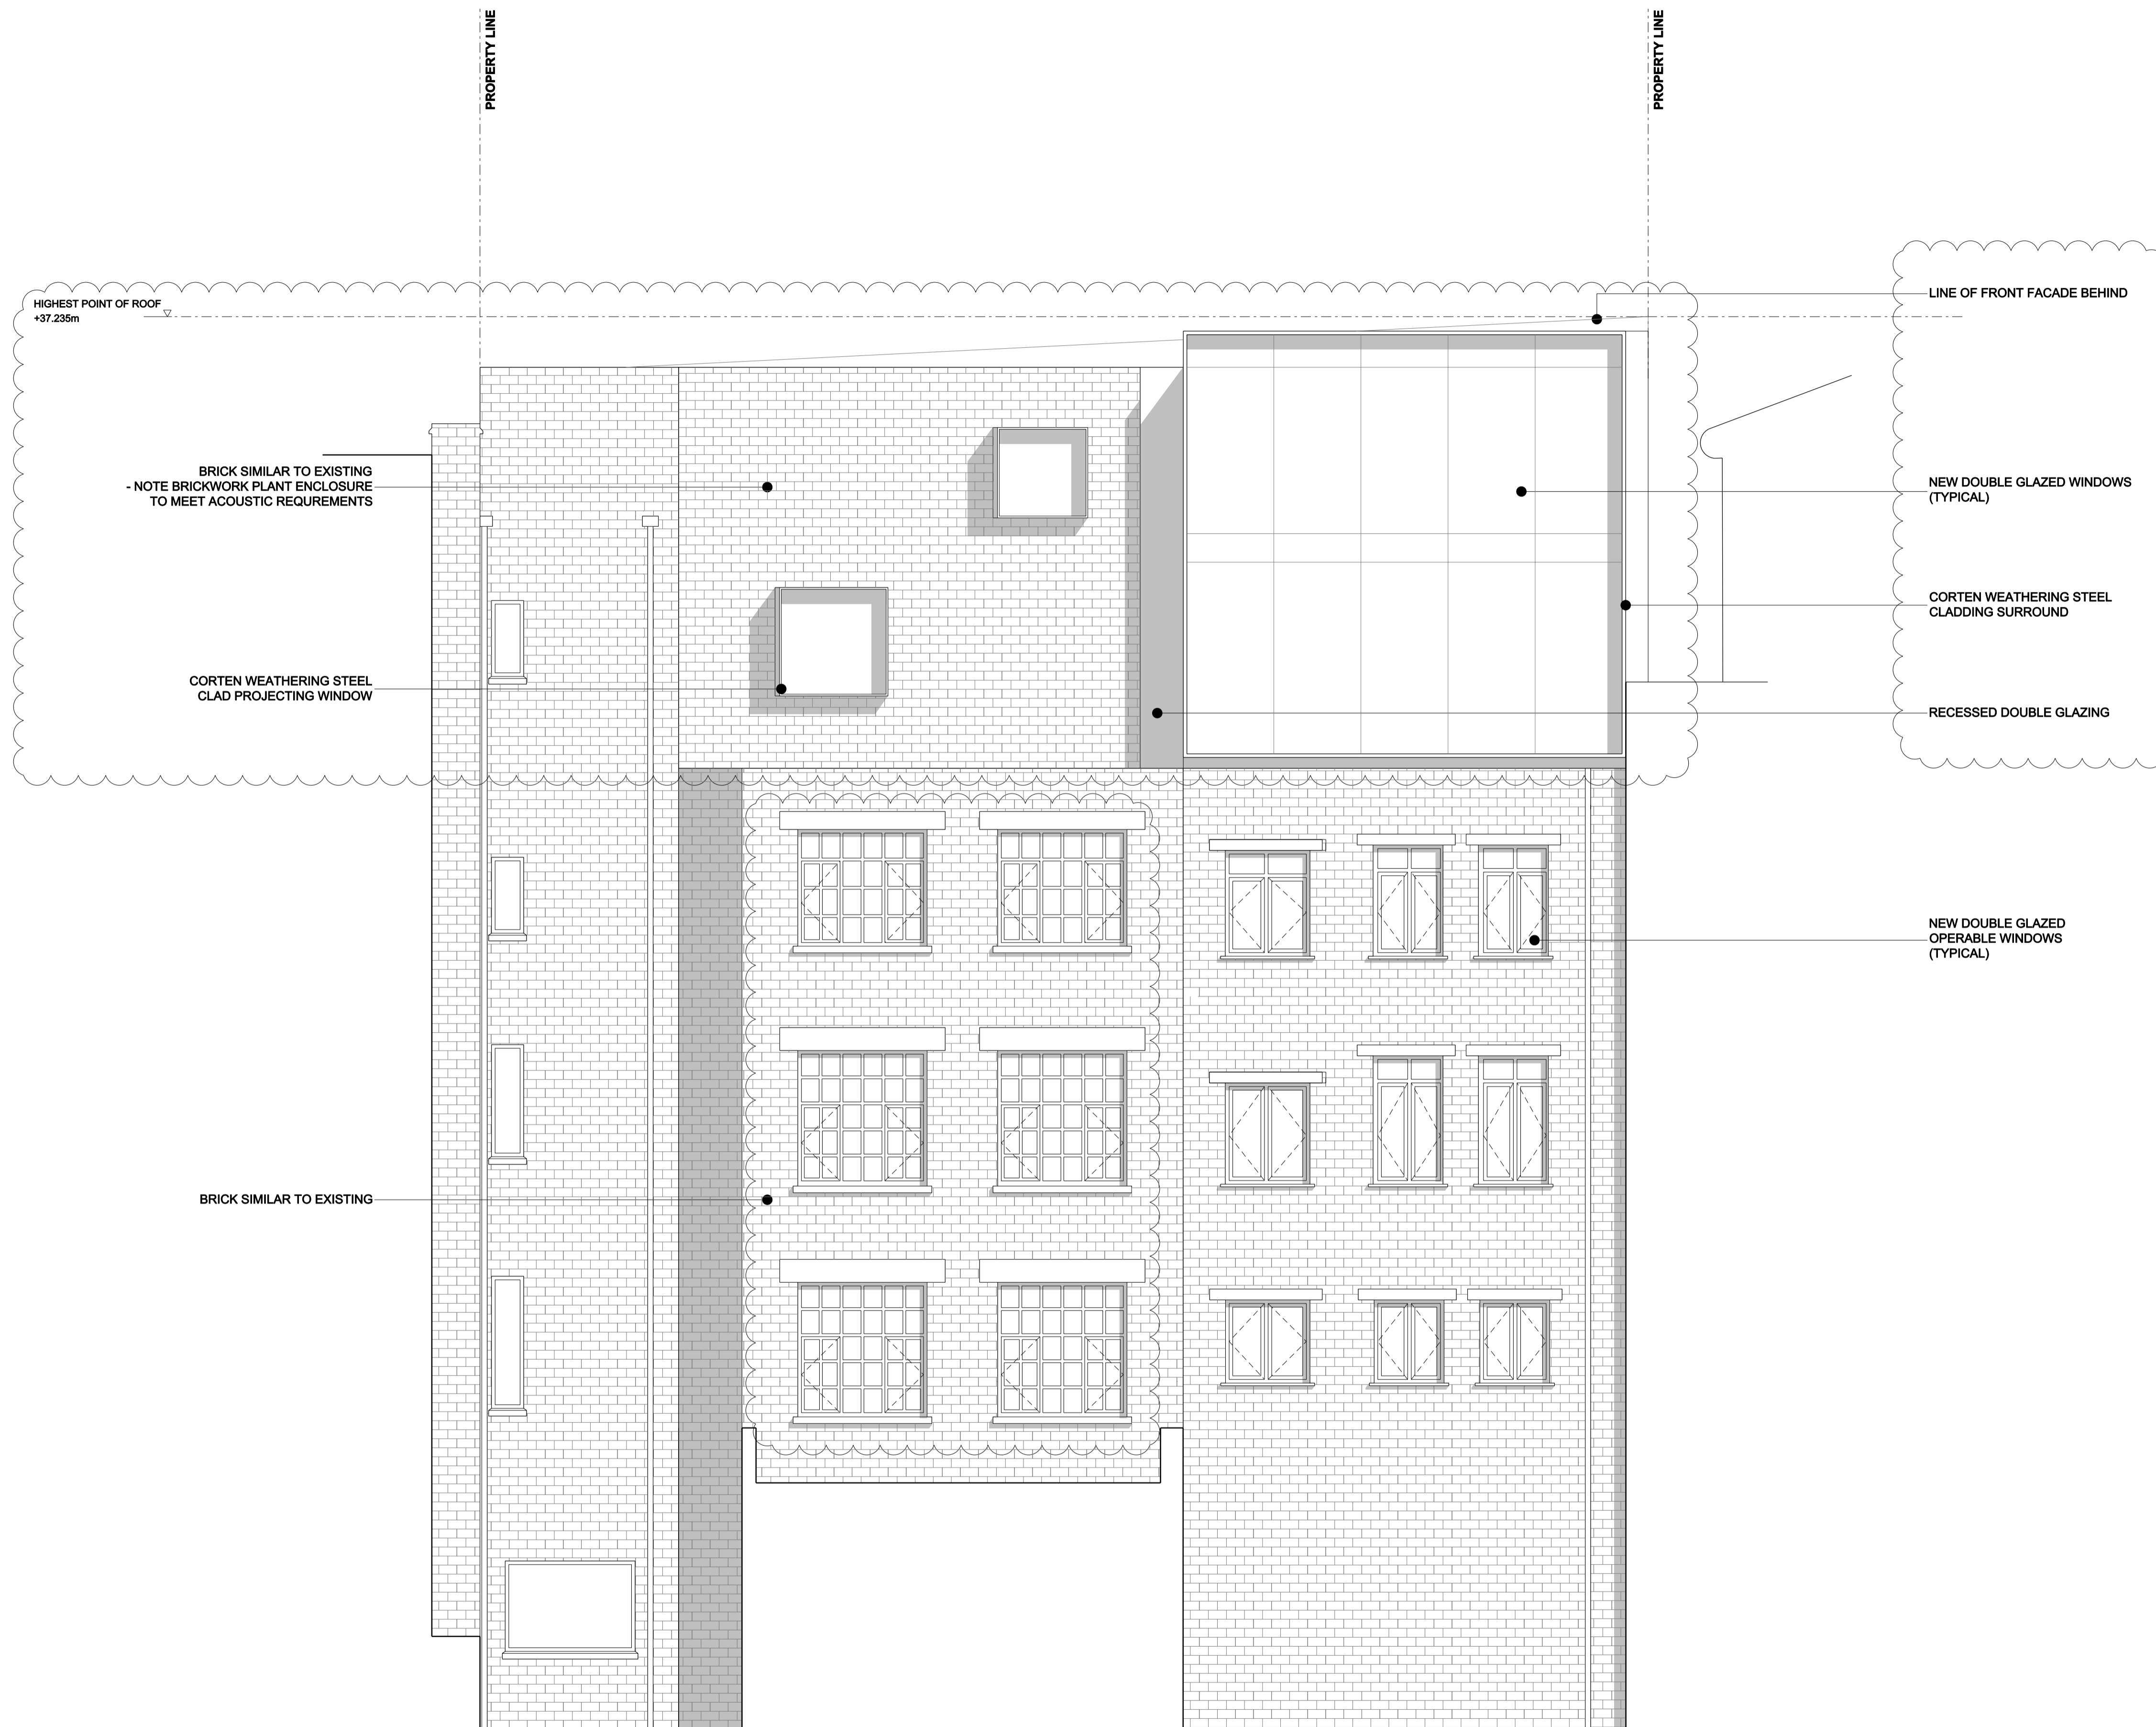 PROPERTY LINE
PROPERTY LINE
HIGHEST POINT OF ROOF
+37.235m
LINE OF FRONT FACADE BEHIND
BRICK SIMILAR TO EXISTING
- NOTE BRICKWORK PLANT ENCLOSURE
TO MEET ACOUSTIC REQUREMENTS
NEW DOUBLE GLAZED WINDOWS
(TYPICAL)
CORTEN WEATHERING STEEL
CLADDING SURROUND
CORTEN WEATHERING STEEL
CLAD PROJECTING WINDOW
RECESSED DOUBLE GLAZING
NEW DOUBLE GLAZED
OPERABLE WINDOWS
(TYPICAL)
BRICK SIMILAR TO EXISTING